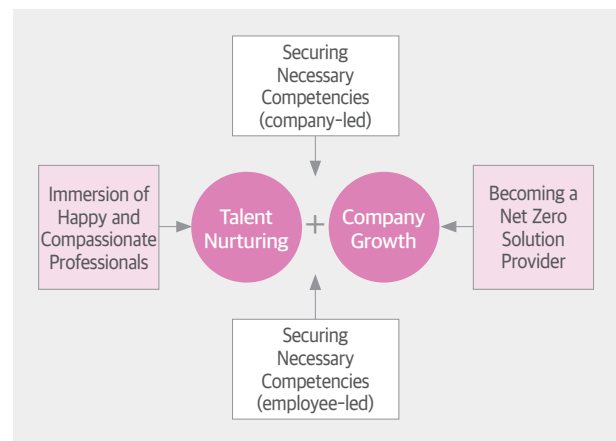 Securing
Necessary
Competencies
(company-led)
Immersion of
Happy and
Compassionate
Professionals
Talent
Nurturing
+
Company
Growth
Becoming a
Net Zero
Solution
Provider
Securing
Necessary
Competencies
(employee-led)